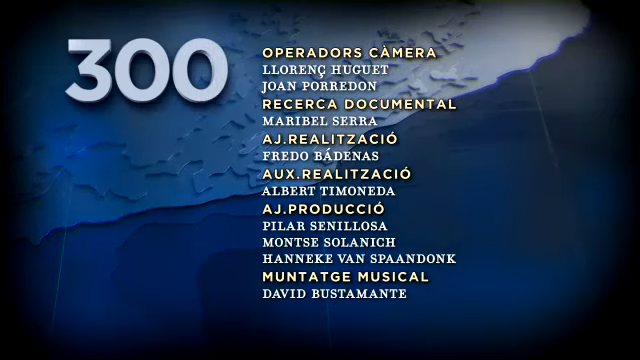 300
OPERADORS CÀMERA
LLORENÇ HUGUET
JOAN PORREDON
RECERCA DOCUMENTAL
MARIBEL SERRA
AJ.REALITZACIÓ
FREDO BÁDENAS
AUX.REALITZACIÓ
ALBERT TIMONEDA
AJ.PRODUCCIÓ
PILAR SENILLOSA
MONTSE SOLANICH
HANNEKE VAN SPAANDONK
MUNTATGE MUSICAL
DAVID BUSTAMANTE